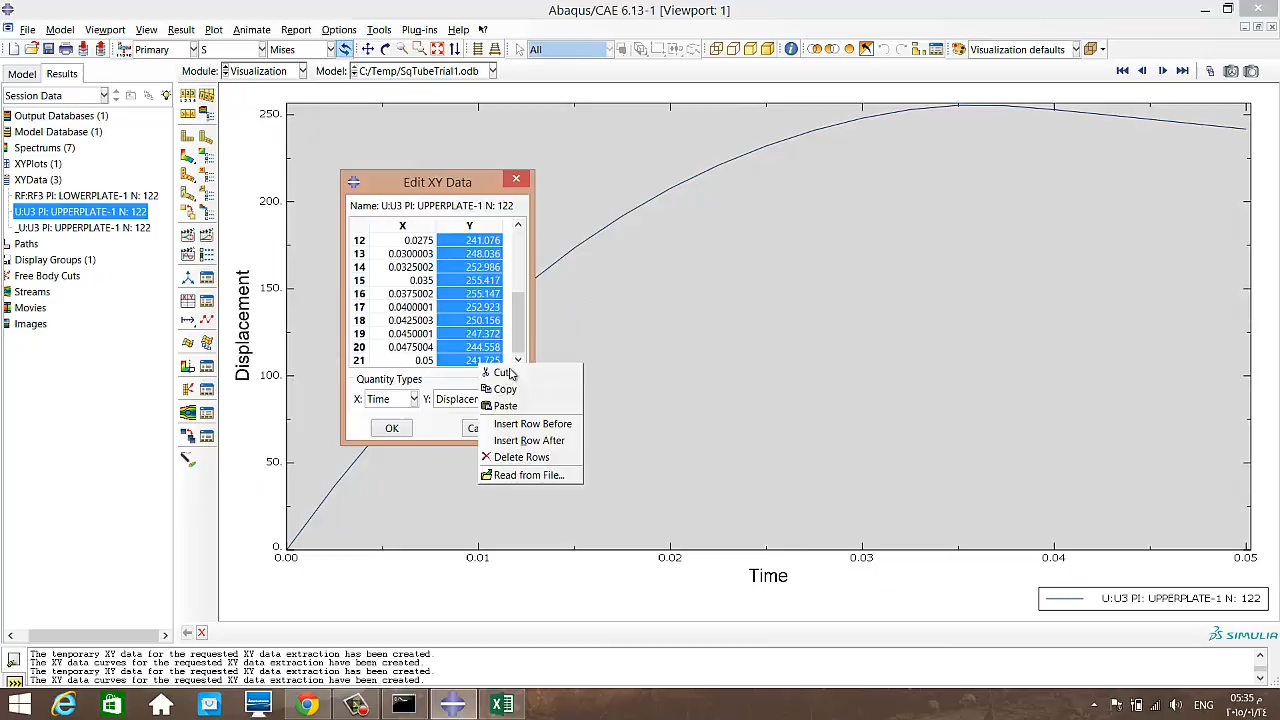 Abaqus/CAE 6.13-1 [Viewport: 1]
File Model Viewport View Result Plot Animate Report Options Tools Plug-ins Help
Primary S Mises All Visualization defaults
Model Results Module: Visualization Model: C:/Temp/SqTubeTrial1.odb
Session Data
Output Databases (1)
Model Database (1)
Spectrums (7)
XYPlots (1)
XYData (3)
RF:RF3 PI: LOWERPLATE-1 N: 122
U:U3 PI: UPPERPLATE-1 N: 122
_U:U3 PI: UPPERPLATE-1 N: 122
Paths
Display Groups (1)
Free Body Cuts
Streams
Movies
Images
250.
200.
150.
100.
50.
0.
Displacement
0.00 0.01 0.02 0.03 0.04 0.05
Time
U:U3 PI: UPPERPLATE-1 N: 122
Edit XY Data
Name: U:U3 PI: UPPERPLATE-1 N: 122
X Y
12 0.0275 241.076
13 0.0300003 248.036
14 0.0325002 252.986
15 0.035 255.417
16 0.0375002 255.147
17 0.0400001 252.923
18 0.0425003 250.156
19 0.0450001 247.372
20 0.0475004 244.558
21 0.05 241.725
Quantity Types
X: Time Y: Displacer
OK Ca
Cut
Copy
Paste
Insert Row Before
Insert Row After
Delete Rows
Read from File...
SIMULIA
The temporary XY data for the requested XY data extraction has been created.
The XY data curves for the requested XY data extraction have been created.
The temporary XY data for the requested XY data extraction has been created.
The XY data curves for the requested XY data extraction have been created.
ENG
05:35 م
٢٠١٥/٠١/٢٤